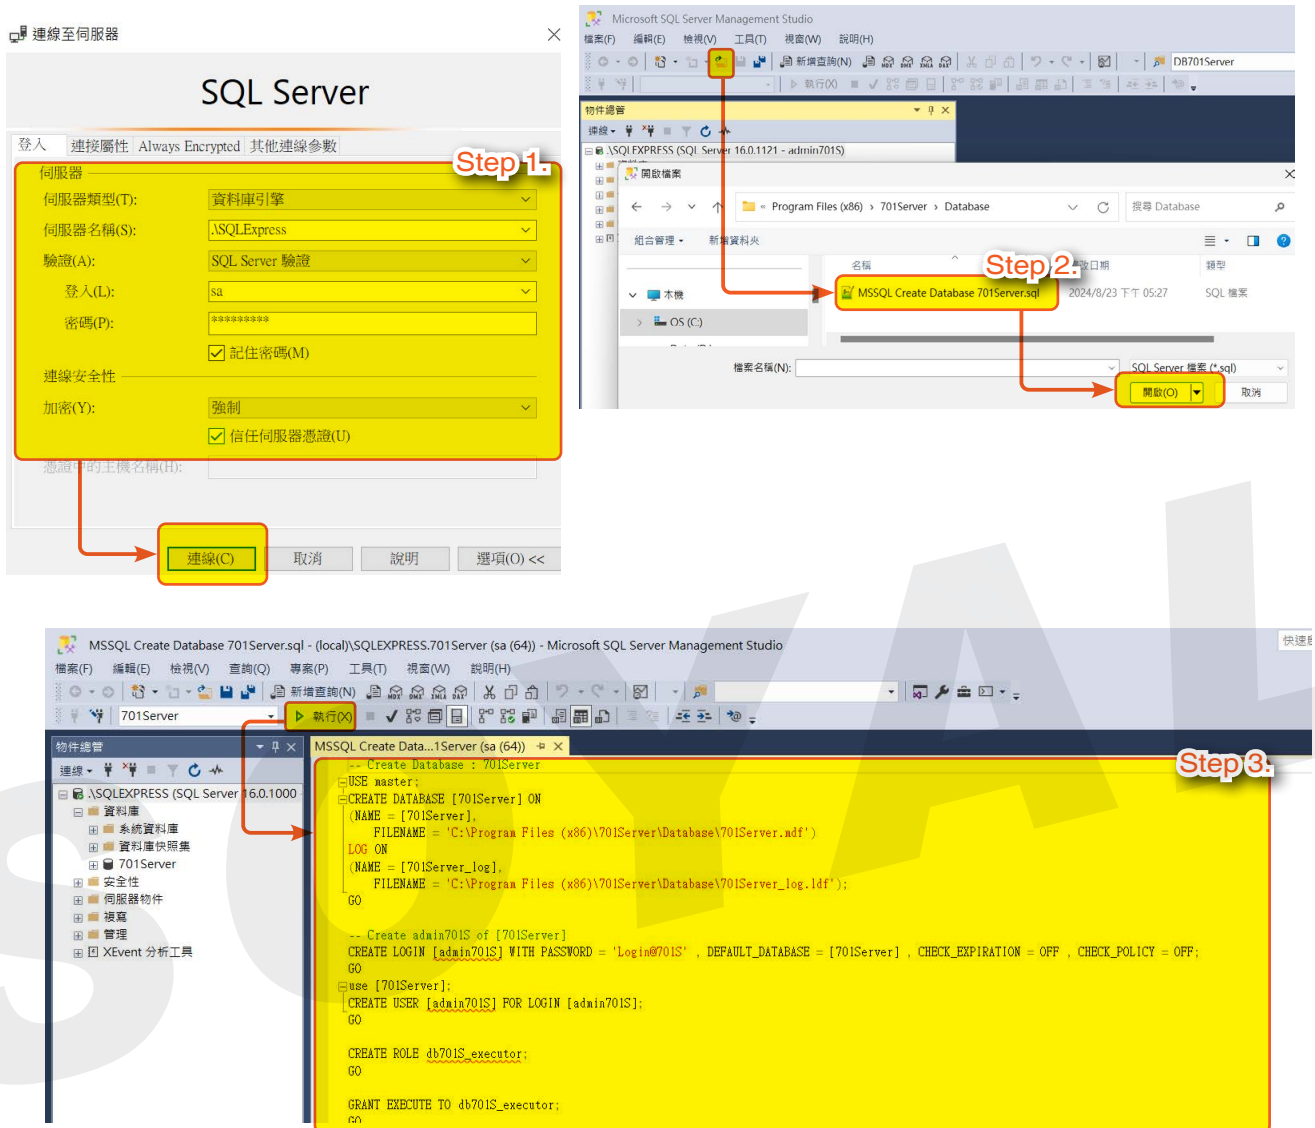 連線至伺服器
SQL Server
登入 連接屬性 Always Encrypted 其他連線參數
Step 1.
伺服器
伺服器類型(T): 資料庫引擎
伺服器名稱(S): .\SQLExpress
驗證(A): SQL Server 驗證
登入(L): sa
密碼(P): *********
記住密碼(M)
連線安全性
加密(Y): 強制
信任伺服器憑證(U)
憑證中的主機名稱(H):
連線(C) 取消 說明 選項(O) <<
Microsoft SQL Server Management Studio
檔案(F) 編輯(E) 檢視(V) 工具(T) 視窗(W) 說明(H)
新增查詢(N) DB701Server
執行(X)
物件總管
連線
.\SQLEXPRESS (SQL Server 16.0.1121 - admin701S)
開啟檔案
« Program Files (x86) › 701Server › Database 搜尋 Database
組合管理 新增資料夾
Step 2.
名稱 改日期 類型
本機 MSSQL Create Database 701Server.sql 2024/8/23 下午 05:27 SQL 檔案
OS (C:)
檔案名稱(N): SQL Server 檔案 (*.sql)
開啟(O) 取消
MSSQL Create Database 701Server.sql - (local)\SQLEXPRESS.701Server (sa (64)) - Microsoft SQL Server Management Studio 快速
檔案(F) 編輯(E) 檢視(V) 查詢(Q) 專案(P) 工具(T) 視窗(W) 說明(H)
新增查詢(N)
701Server 執行(X)
物件總管 MSSQL Create Data...1Server (sa (64))
Step 3.
連線
.\SQLEXPRESS (SQL Server 16.0.1000 -
資料庫
系統資料庫
資料庫快照集
701Server
安全性
伺服器物件
複寫
管理
XEvent 分析工具
-- Create Database : 701Server
USE master;
CREATE DATABASE [701Server] ON
(NAME = [701Server],
FILENAME = 'C:\Program Files (x86)\701Server\Database\701Server.mdf')
LOG ON
(NAME = [701Server_log],
FILENAME = 'C:\Program Files (x86)\701Server\Database\701Server_log.ldf');
GO
-- Create admin701S of [701Server]
CREATE LOGIN [admin701S] WITH PASSWORD = 'Login@701S' , DEFAULT_DATABASE = [701Server] , CHECK_EXPIRATION = OFF , CHECK_POLICY = OFF;
GO
use [701Server];
CREATE USER [admin701S] FOR LOGIN [admin701S];
GO
CREATE ROLE db701S_executor;
GO
GRANT EXECUTE TO db701S_executor;
GO
SOYAL